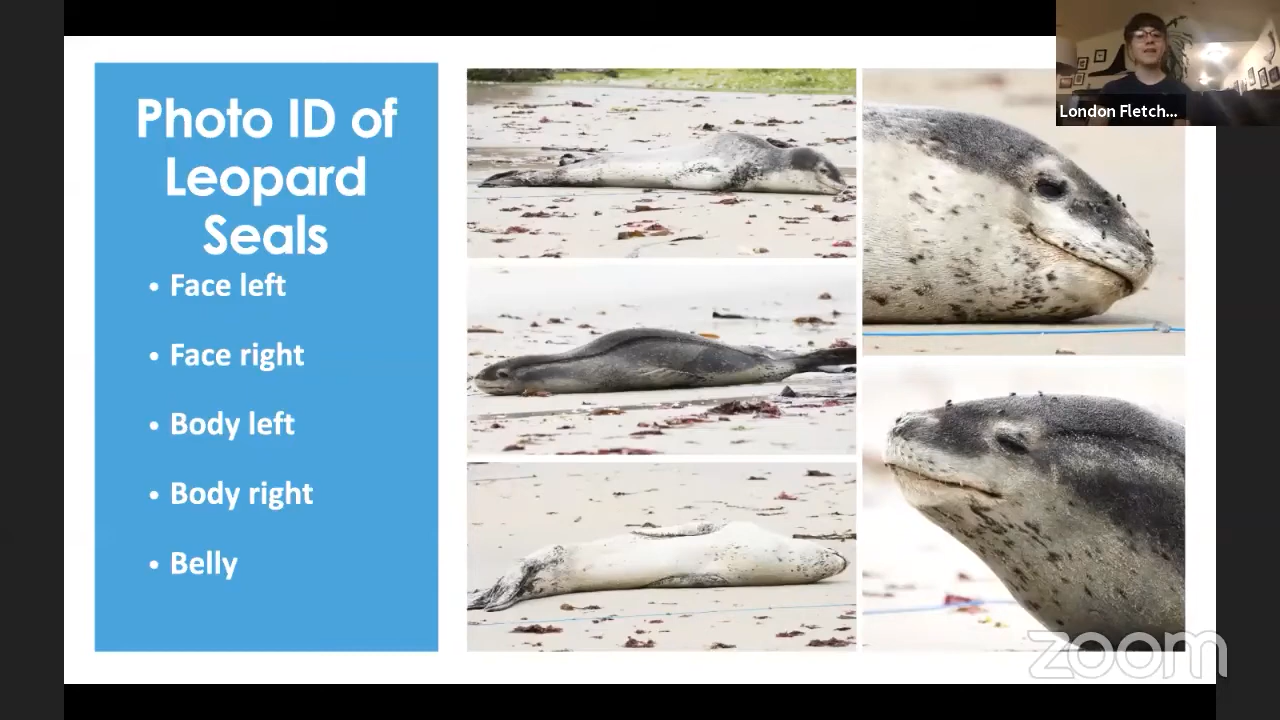 Photo ID of
Leopard
Seals
• Face left
• Face right
• Body left
• Body right
• Belly
London Fletch...
zoom